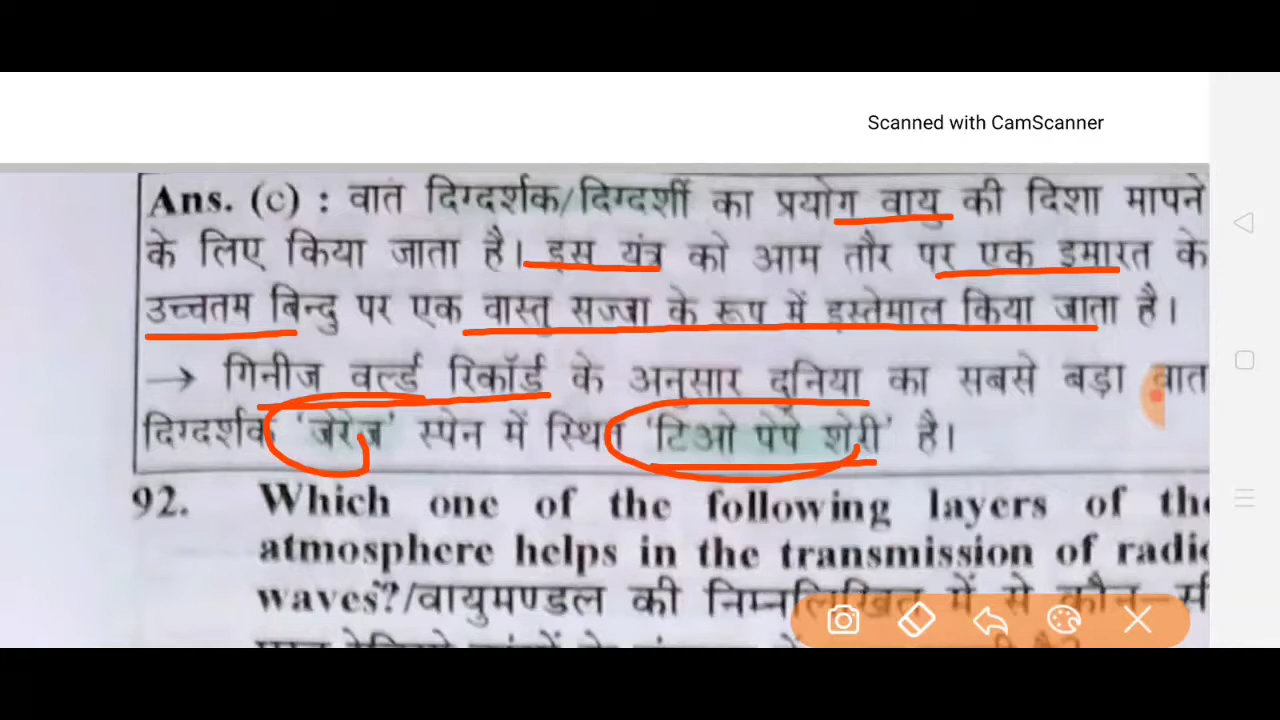 Scanned with CamScanner
Ans. (c) : वात दिग्दर्शक/दिग्दर्शी का प्रयोग वायु की दिशा मापने
के लिए किया जाता है। इस यंत्र को आम तौर पर एक इमारत के
उच्चतम बिन्दु पर एक वास्तु सज्जा के रूप में इस्तेमाल किया जाता है।
→ गिनीज वर्ल्ड रिकॉर्ड के अनुसार दुनिया का सबसे बड़ा वात
दिग्दर्शक 'जेरेज' स्पेन में स्थित 'टिओ पेपे शेरी' है।
92. Which one of the following layers of the
atmosphere helps in the transmission of radio
waves?/वायुमण्डल की निम्नलिखित में से कौन-सी